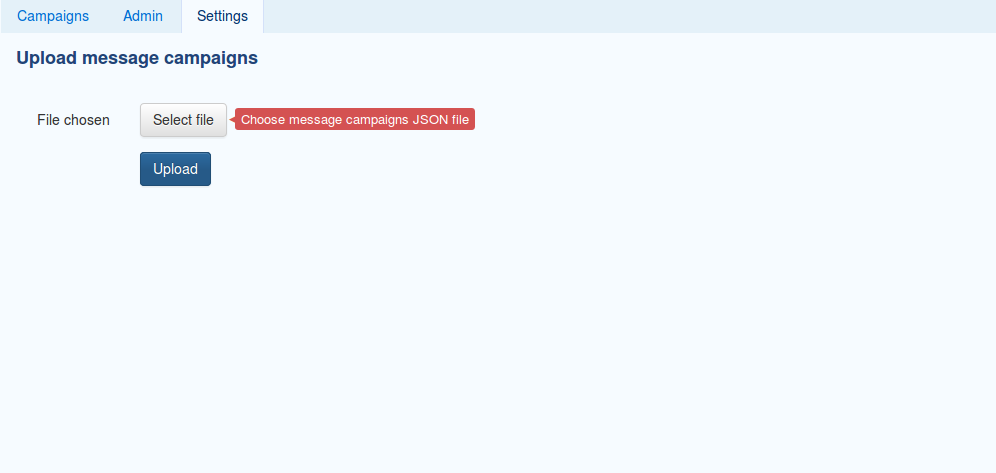 Campaigns Admin Settings
Upload message campaigns
File chosen Select file Choose message campaigns JSON file
Upload